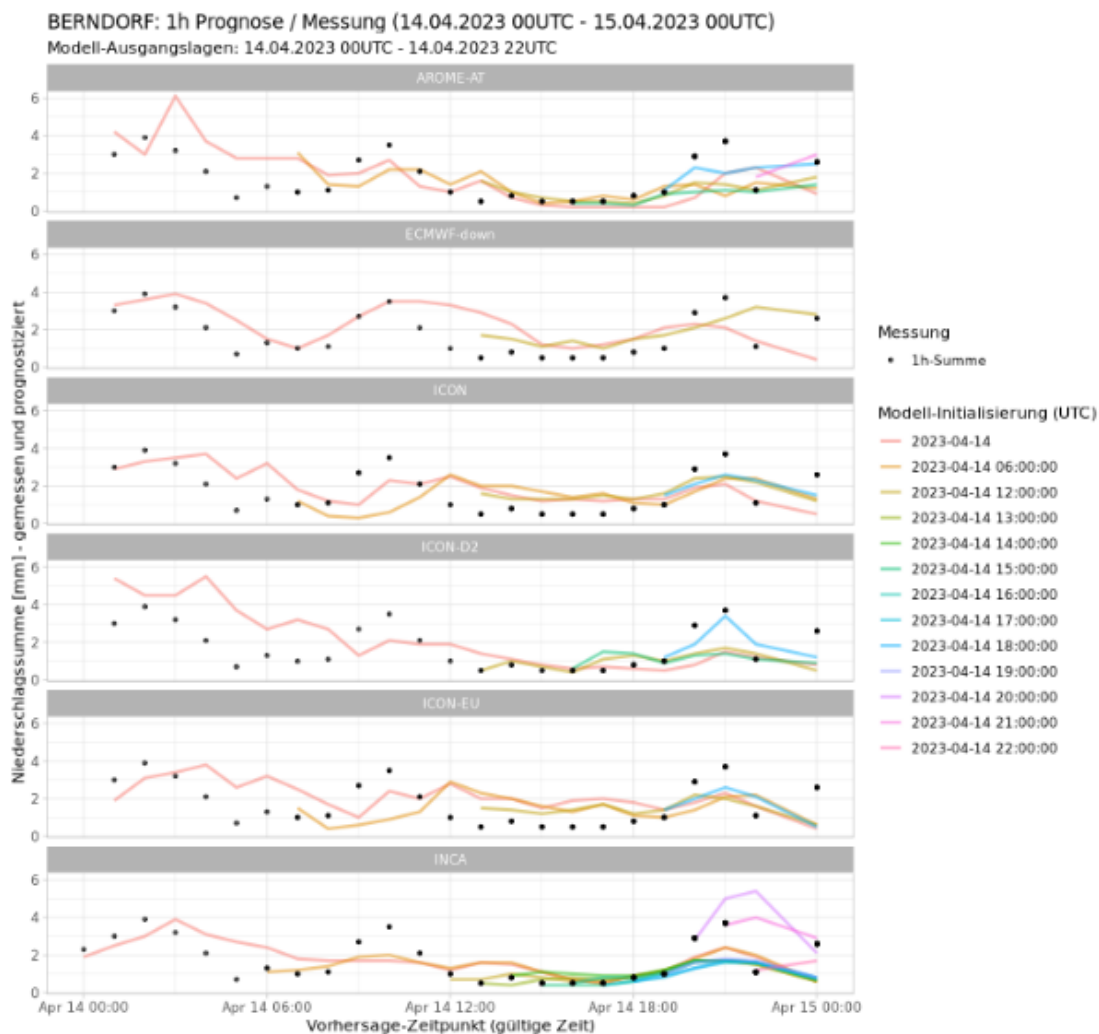 BERNDORF: 1h Prognose / Messung (14.04.2023 00UTC - 15.04.2023 00UTC)
Modell-Ausgangslagen: 14.04.2023 00UTC - 14.04.2023 22UTC
Niederschlagssumme [mm] - gemessen und prognostiziert
AROME-AT
6
4
2
0
ECMWF-down
6
4
2
0
ICON
6
4
2
0
ICON-D2
6
4
2
0
ICON-EU
6
4
2
0
INCA
6
4
2
0
Apr 14 00:00 Apr 14 06:00 Apr 14 12:00 Apr 14 18:00 Apr 15 00:00
Vorhersage-Zeitpunkt (gültige Zeit)
Messung
1h-Summe
Modell-Initialisierung (UTC)
2023-04-14
2023-04-14 06:00:00
2023-04-14 12:00:00
2023-04-14 13:00:00
2023-04-14 14:00:00
2023-04-14 15:00:00
2023-04-14 16:00:00
2023-04-14 17:00:00
2023-04-14 18:00:00
2023-04-14 19:00:00
2023-04-14 20:00:00
2023-04-14 21:00:00
2023-04-14 22:00:00